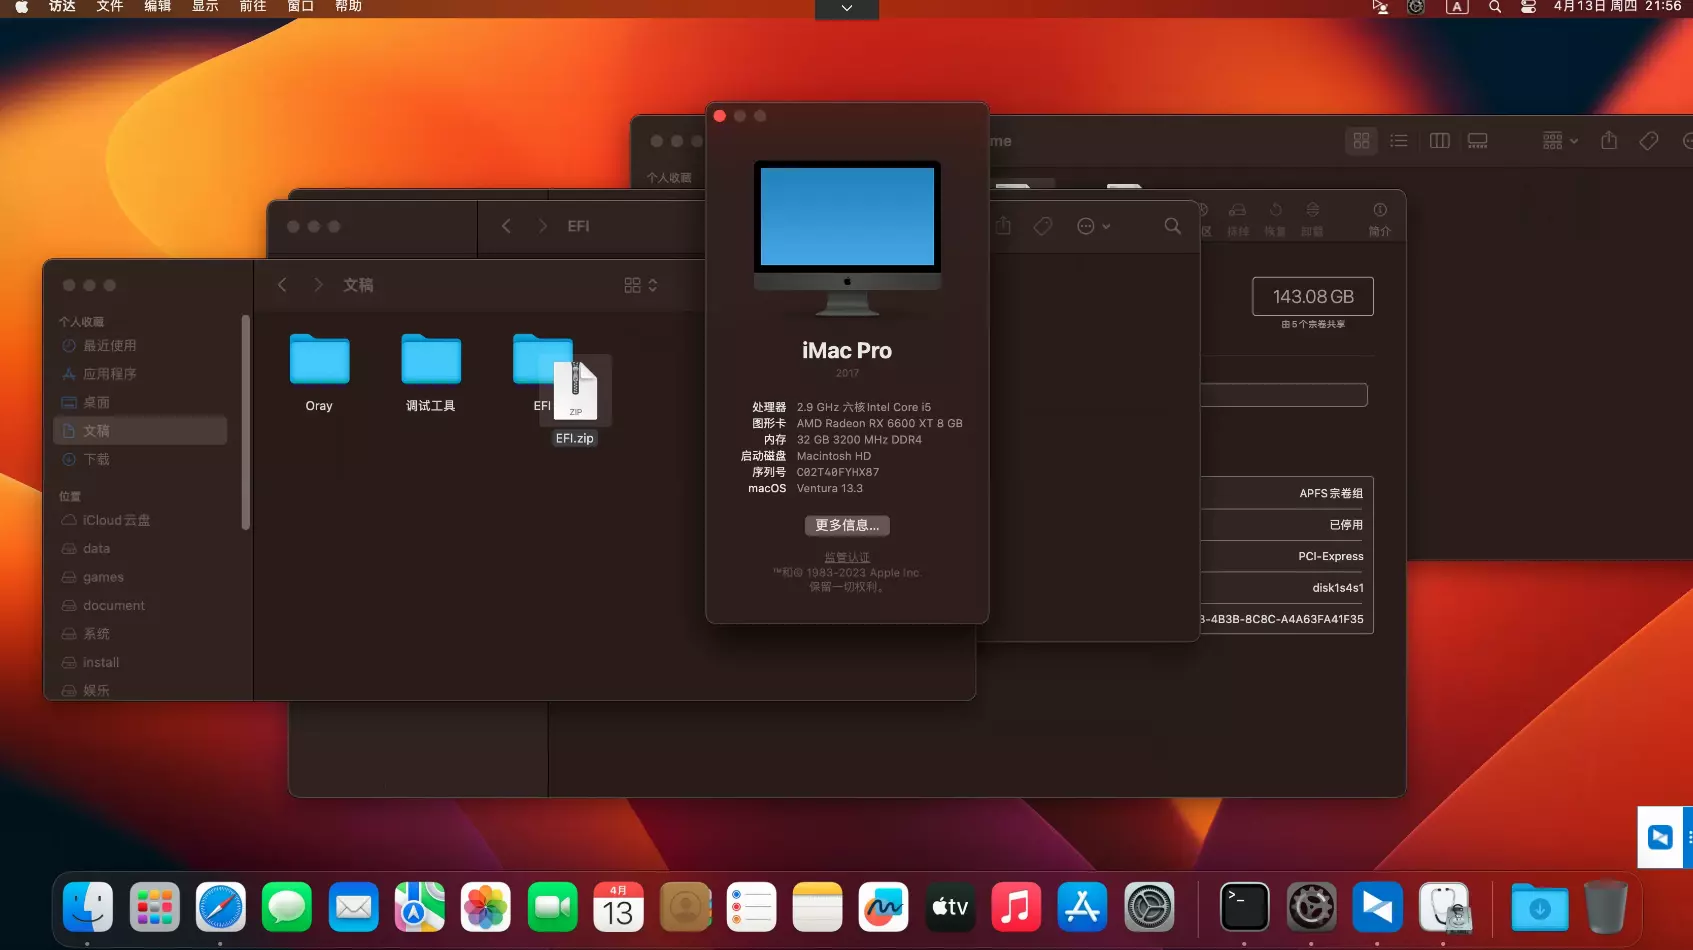 访达 文件 编辑 显示 前往 窗口 帮助
A 4月13日 周四 21:56
me
个人收藏
EFI
抹除 恢复 卸载 简介
区
文稿
143.08 GB
由5个宗卷共享
个人收藏
最近使用
应用程序
桌面
文稿
下载
位置
iCloud云盘
data
games
document
系统
install
娱乐
Oray
调试工具
EFI
ZIP
EFI.zip
iMac Pro
2017
处理器 2.9 GHz 六核Intel Core i5
图形卡 AMD Radeon RX 6600 XT 8 GB
内存 32 GB 3200 MHz DDR4
启动磁盘 Macintosh HD
序列号 C02T40FYHX87
macOS Ventura 13.3
更多信息...
监管认证
™和© 1983-2023 Apple Inc.
保留一切权利。
APFS宗卷组
已停用
PCI-Express
disk1s4s1
-4B3B-8C8C-A4A63FA41F35
4月
13
tv
>_